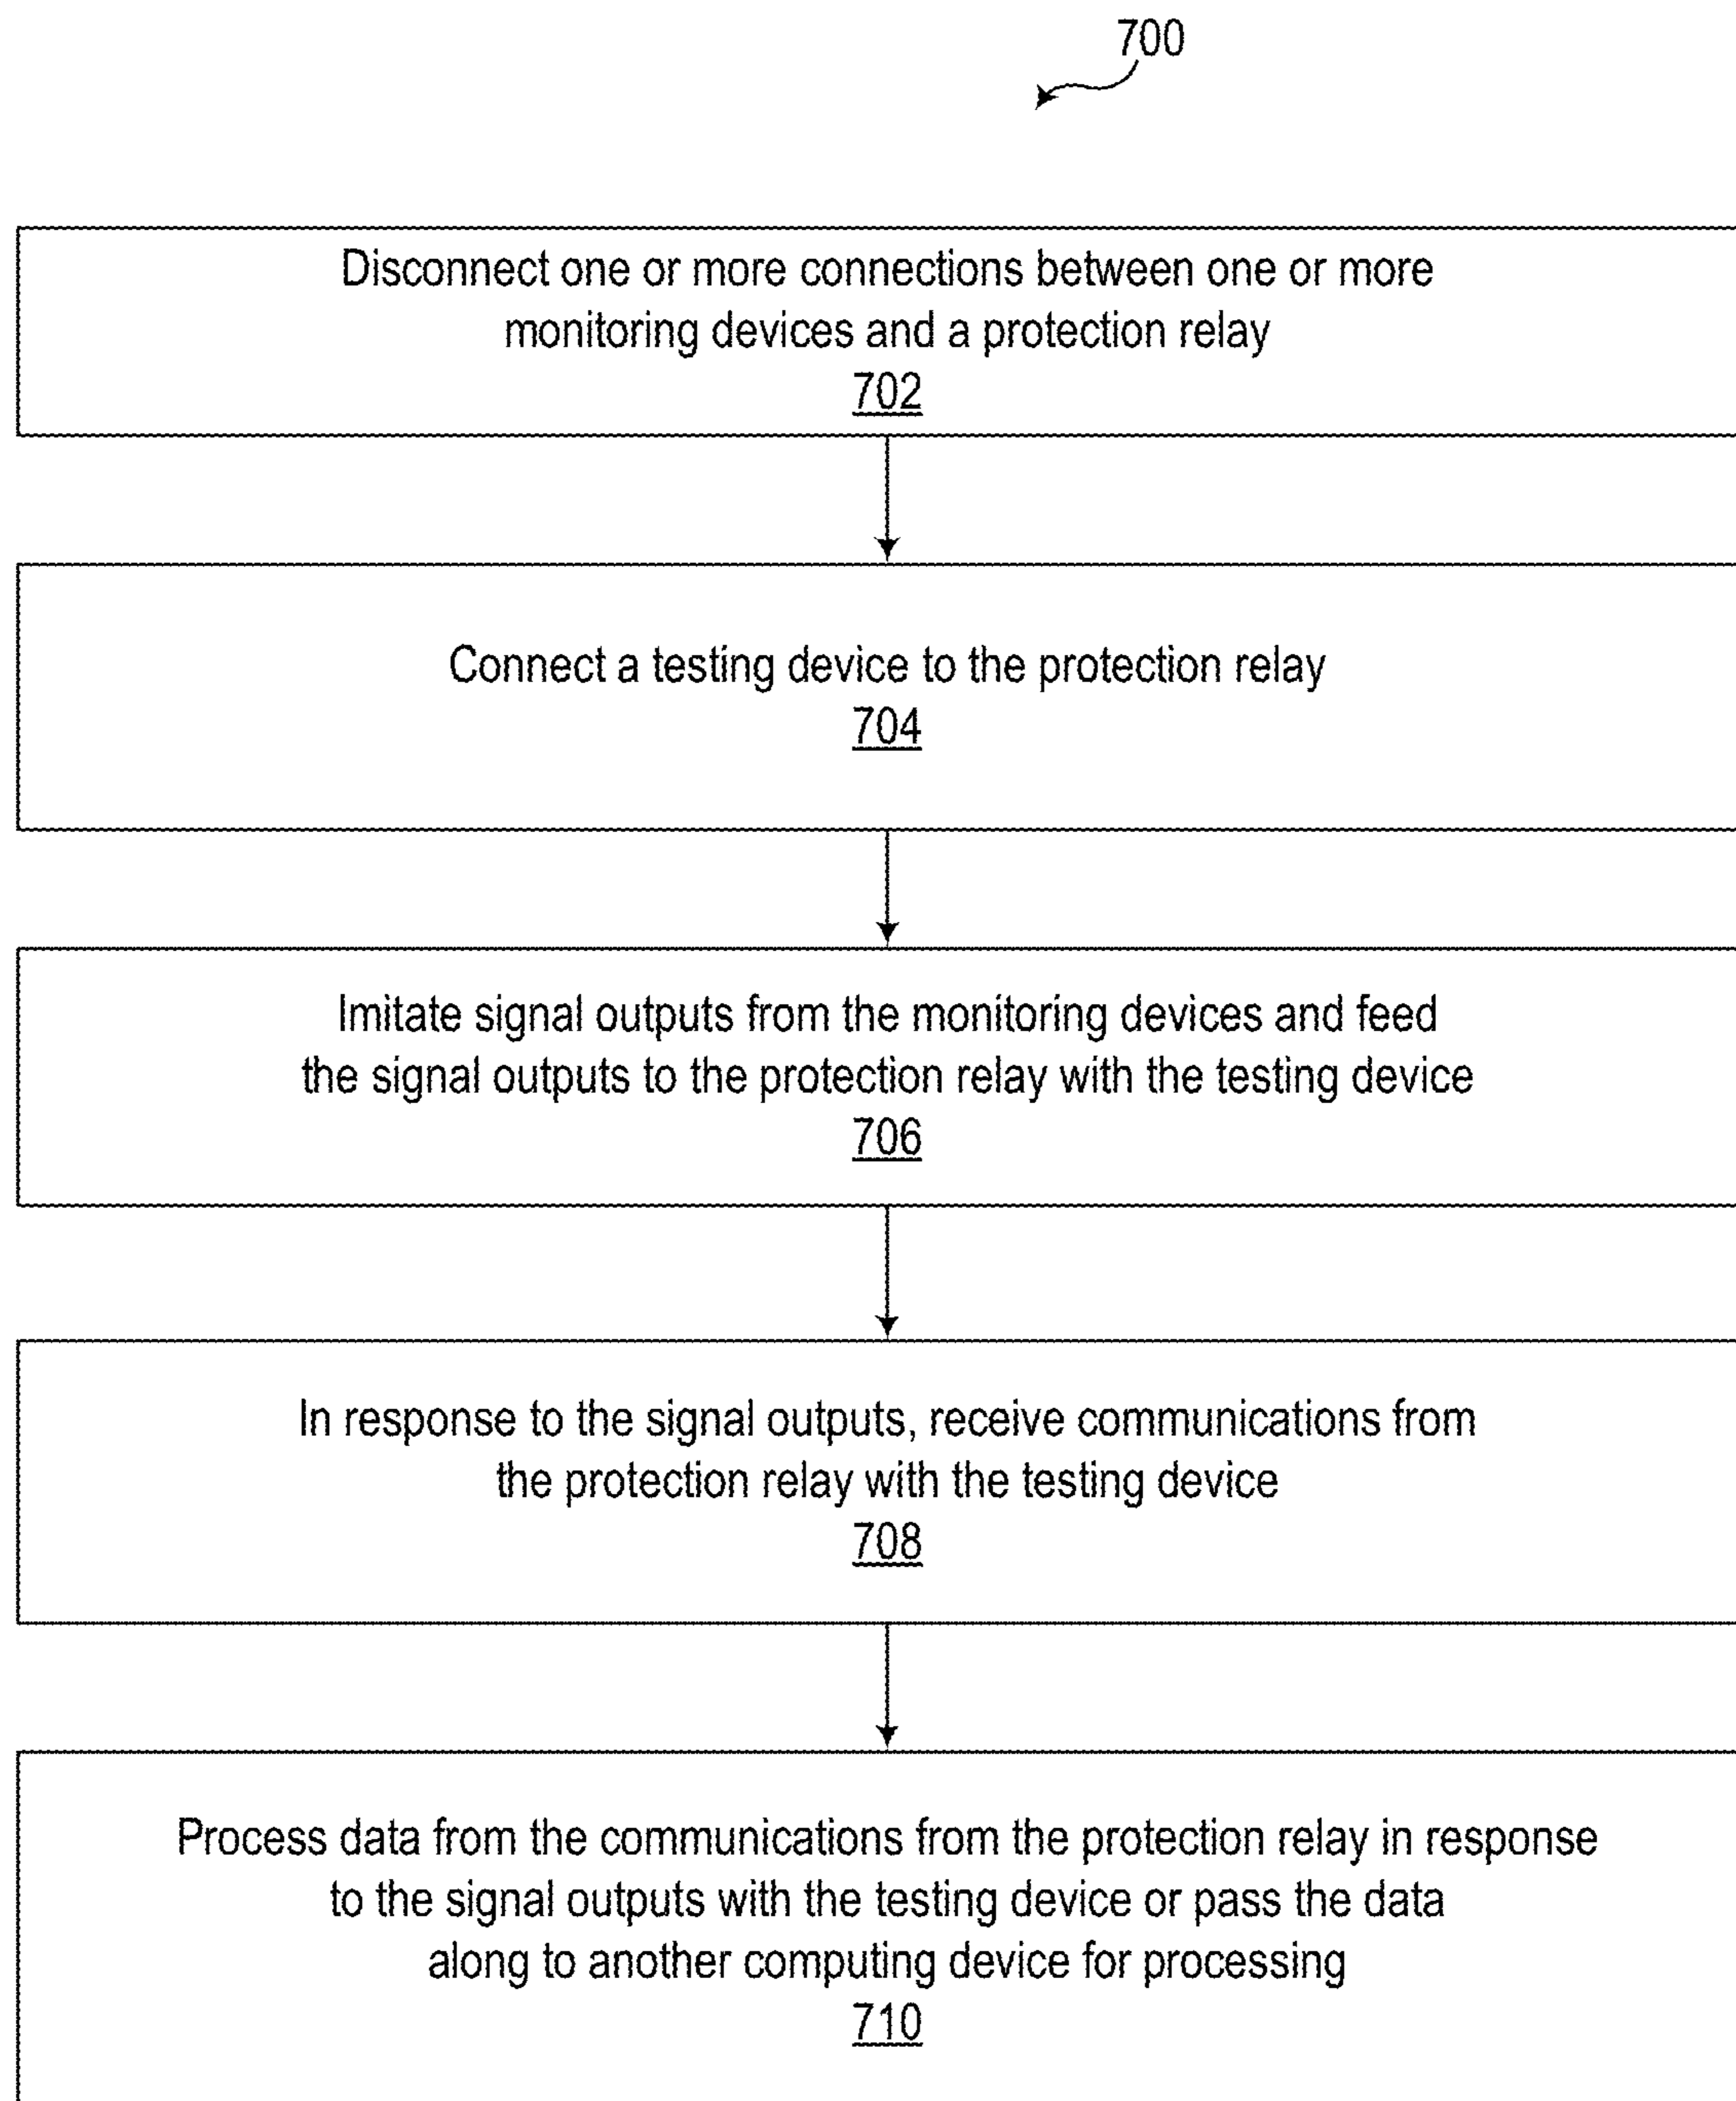 700
Disconnect one or more connections between one or more
monitoring devices and a protection relay
702
Connect a testing device to the protection relay
704
Imitate signal outputs from the monitoring devices and feed
the signal outputs to the protection relay with the testing device
706
In response to the signal outputs, receive communications from
the protection relay with the testing device
708
Process data from the communications from the protection relay in response
to the signal outputs with the testing device or pass the data
along to another computing device for processing
710